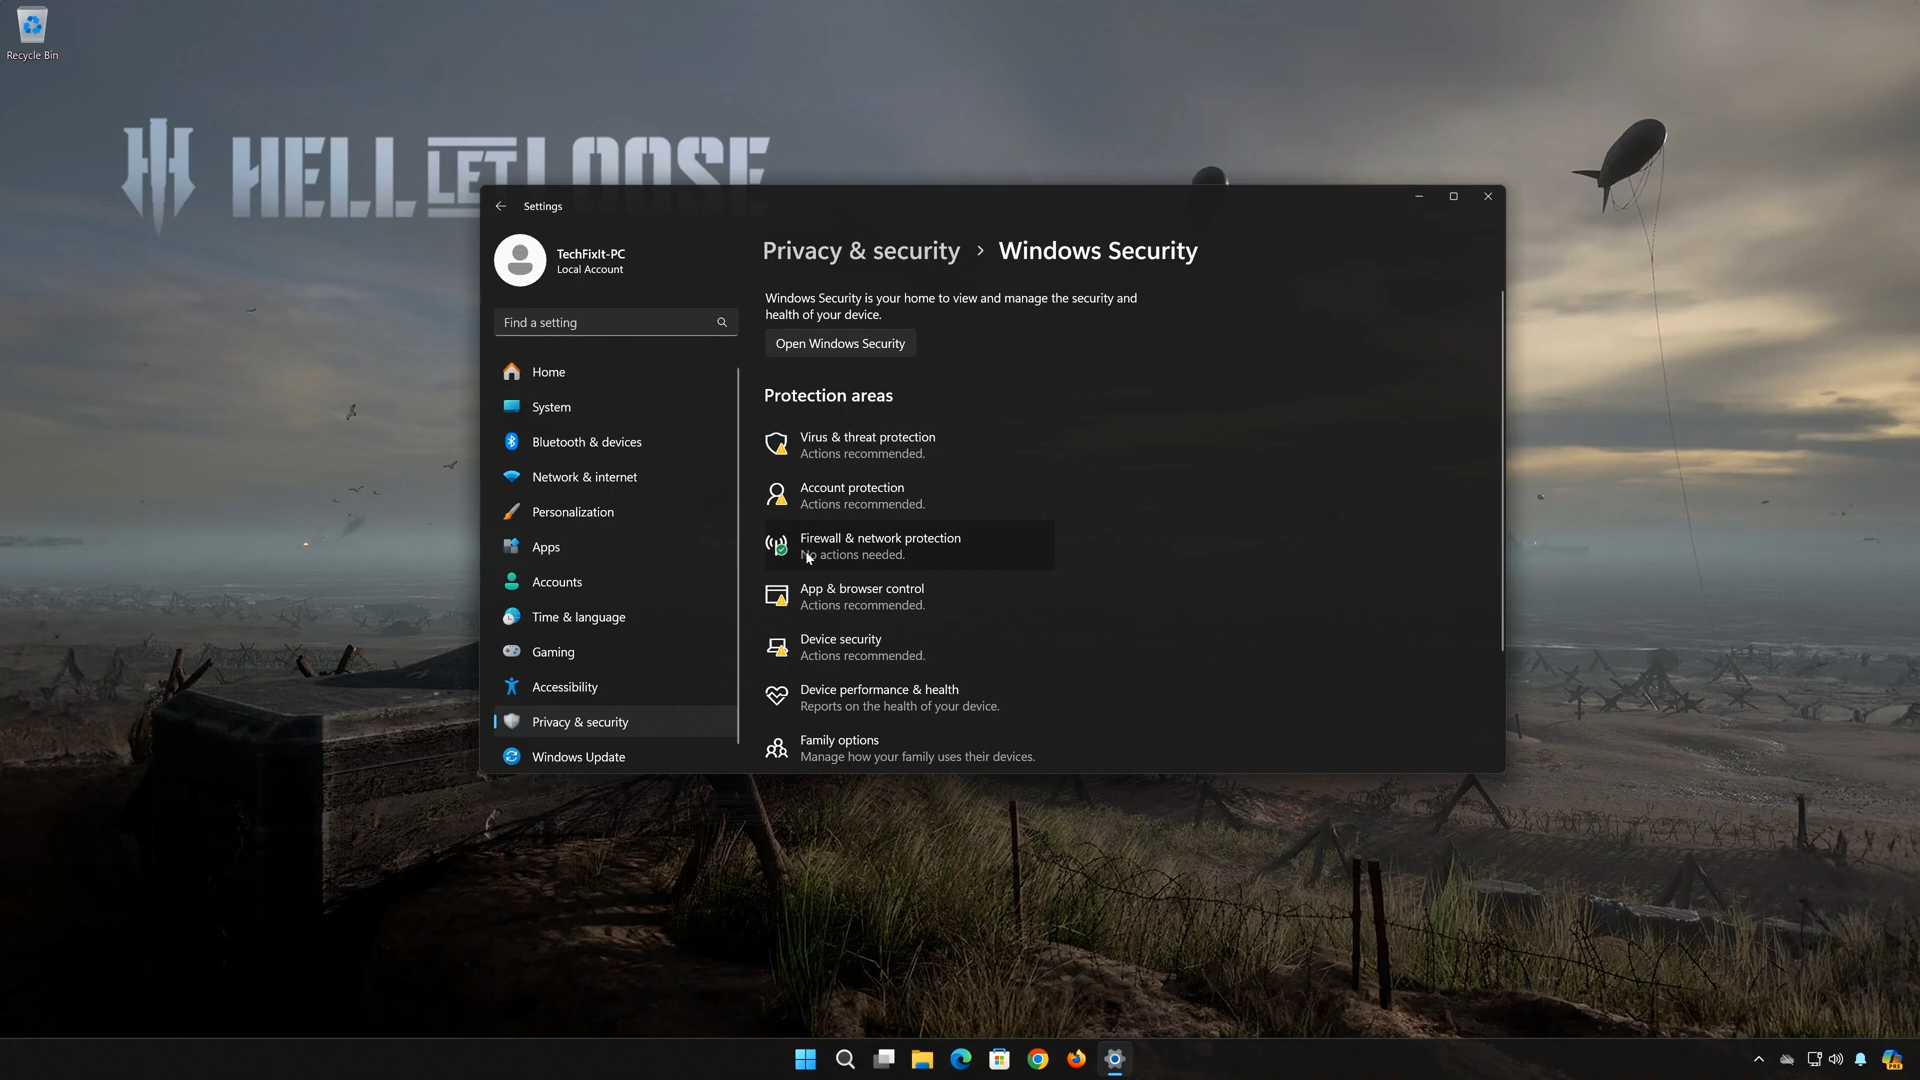 Recycle Bin
HELL LET LOOSE
Settings
TechFixIt-PC
Local Account
Find a setting
Home
System
Bluetooth & devices
Network & internet
Personalization
Apps
Accounts
Time & language
Gaming
Accessibility
Privacy & security
Windows Update
Privacy & security > Windows Security
Windows Security is your home to view and manage the security and
health of your device.
Open Windows Security
Protection areas
Virus & threat protection
Actions recommended.
Account protection
Actions recommended.
Firewall & network protection
No actions needed.
App & browser control
Actions recommended.
Device security
Actions recommended.
Device performance & health
Reports on the health of your device.
Family options
Manage how your family uses their devices.
PRE